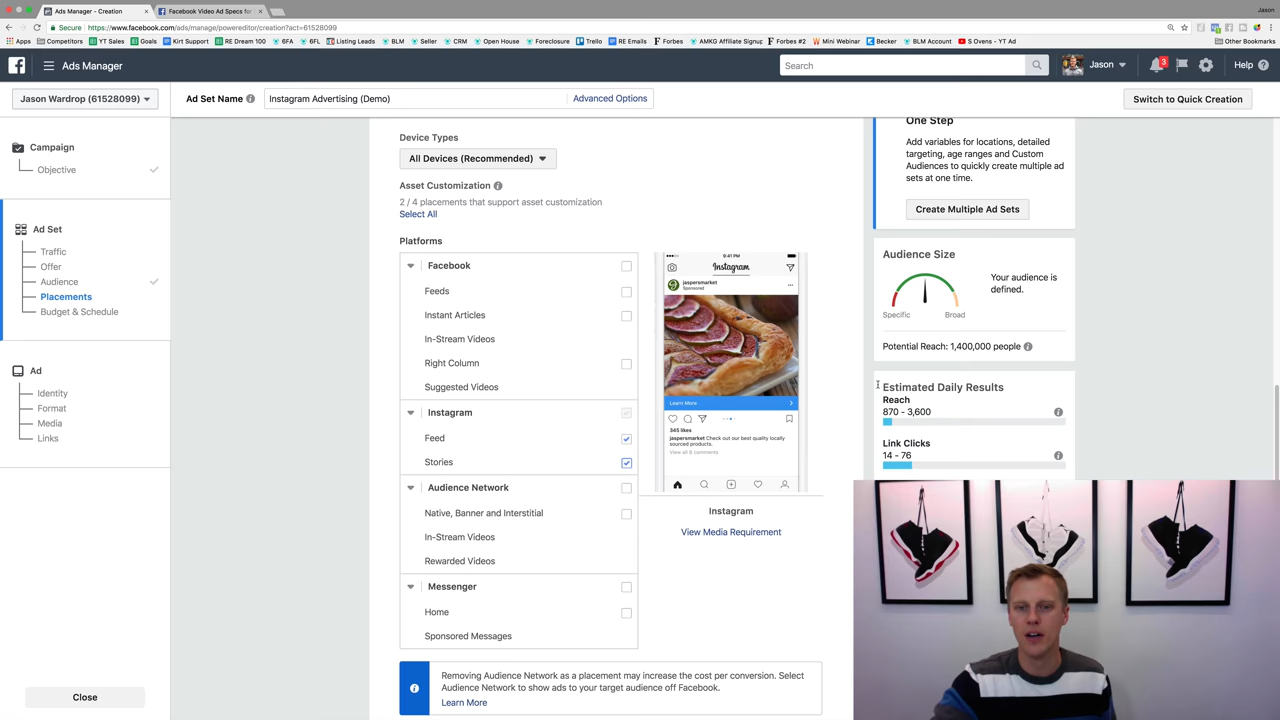 Ads Manager - Creation
Facebook Video Ad Specs for
Jason
Secure
https://www.facebook.com/ads/manage/powereditor/creation?act=61528099
Apps
Competitors
YT Sales
Goals
Kirt Support
RE Dream 100
6FA
6FL
Listing Leads
BLM
Seller
CRM
Open House
Foreclosure
Trello
RE Emails
Forbes
AMKG Affiliate Signup
Forbes #2
Mini Webinar
Becker
BLM Account
S Ovens - YT Ad
Other Bookmarks
Ads Manager
Search
Jason
3
Help
Jason Wardrop (61528099)
Ad Set Name
Instagram Advertising (Demo)
Advanced Options
Switch to Quick Creation
Campaign
Objective
Ad Set
Traffic
Offer
Audience
Placements
Budget & Schedule
Ad
Identity
Format
Media
Links
Close
Device Types
All Devices (Recommended)
Asset Customization
2 / 4 placements that support asset customization
Select All
Platforms
Facebook
Feeds
Instant Articles
In-Stream Videos
Right Column
Suggested Videos
Instagram
Feed
Stories
Audience Network
Native, Banner and Interstitial
In-Stream Videos
Rewarded Videos
Messenger
Home
Sponsored Messages
9:41 PM
Instagram
jaspersmarket
Sponsored
Learn More
345 likes
jaspersmarket Check out our best quality locally
sourced products.
View all 8 comments
Instagram
View Media Requirement
Removing Audience Network as a placement may increase the cost per conversion. Select
Audience Network to show ads to your target audience off Facebook.
Learn More
One Step
Add variables for locations, detailed
targeting, age ranges and Custom
Audiences to quickly create multiple ad
sets at one time.
Create Multiple Ad Sets
Audience Size
Your audience is
defined.
Specific
Broad
Potential Reach: 1,400,000 people
Estimated Daily Results
Reach
870 - 3,600
Link Clicks
14 - 76